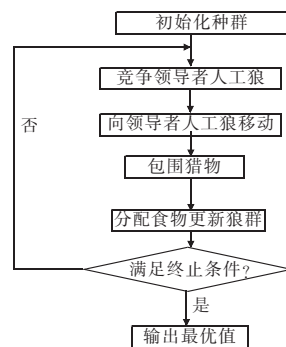 初始化种群
竞争领导者人工狼
否
向领导者人工狼移动
包围猎物
分配食物更新狼群
满足终止条件?
是
输出最优值